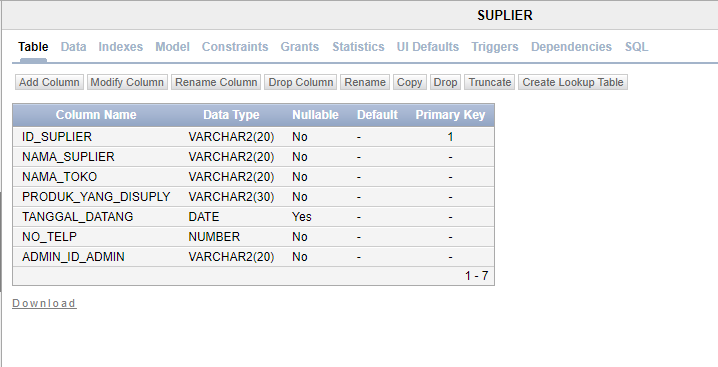 SUPLIER
Table Data Indexes Model Constraints Grants Statistics UI Defaults Triggers Dependencies SQL
Add Column Modify Column Rename Column Drop Column Rename Copy Drop Truncate Create Lookup Table
Column Name Data Type Nullable Default Primary Key
ID_SUPLIER VARCHAR2(20) No - 1
NAMA_SUPLIER VARCHAR2(20) No - -
NAMA_TOKO VARCHAR2(20) No - -
PRODUK_YANG_DISUPLY VARCHAR2(30) No - -
TANGGAL_DATANG DATE Yes - -
NO_TELP NUMBER No - -
ADMIN_ID_ADMIN VARCHAR2(20) No - -
1 - 7
Download